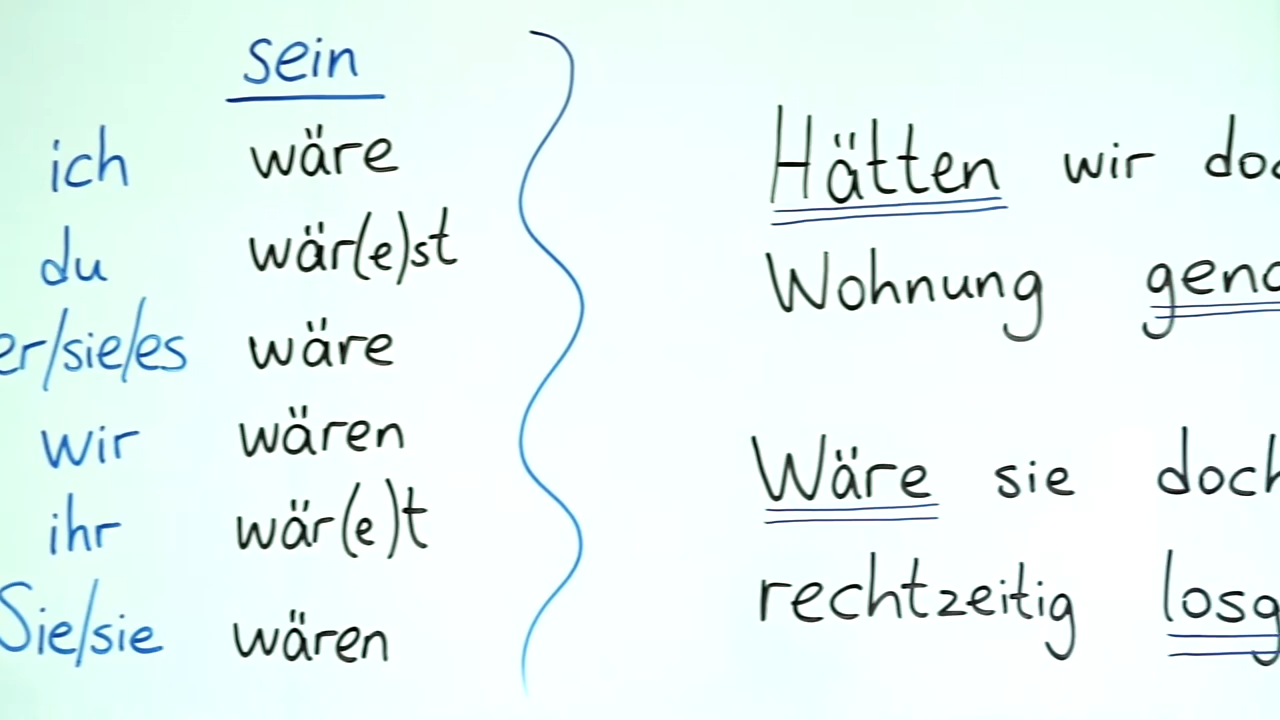 sein
ich wäre
du wär(e)st
er/sie/es wäre
wir wären
ihr wär(e)t
Sie/sie wären
Hätten wir
Wohnung
Wäre sie doch
rechtzeitig